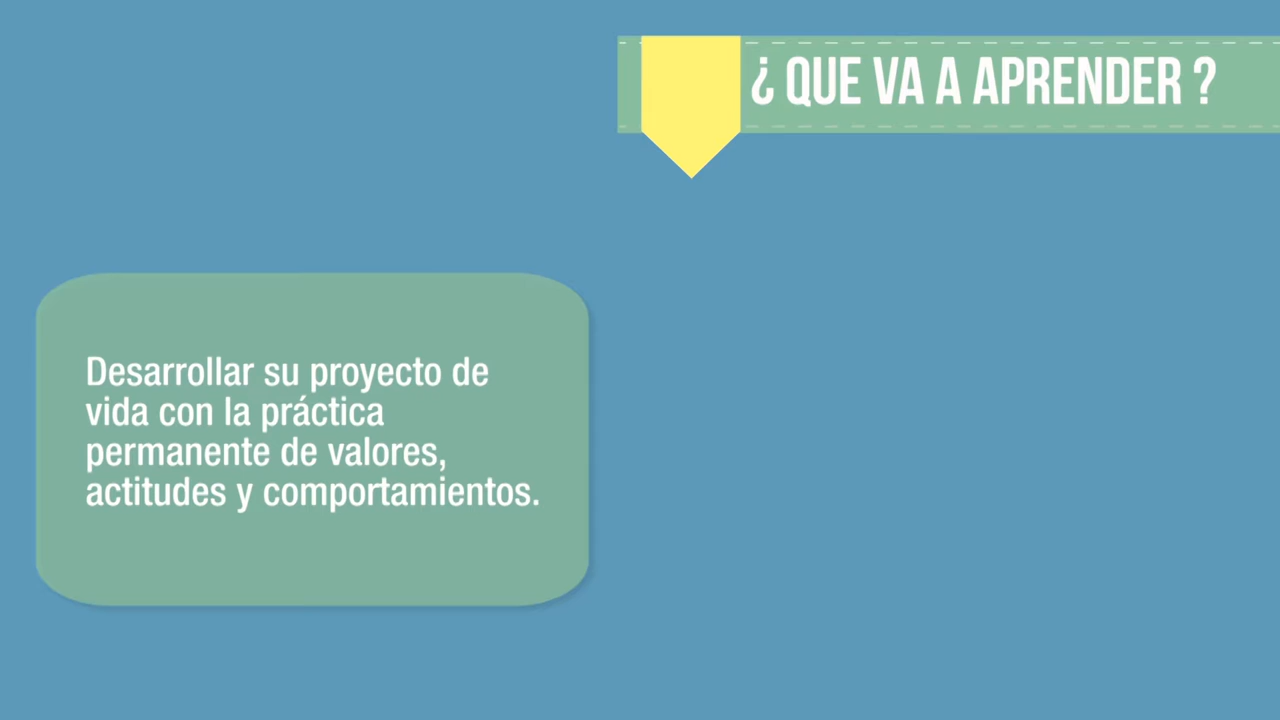 ¿ QUE VA A APRENDER ?
Desarrollar su proyecto de
vida con la práctica
permanente de valores,
actitudes y comportamientos.